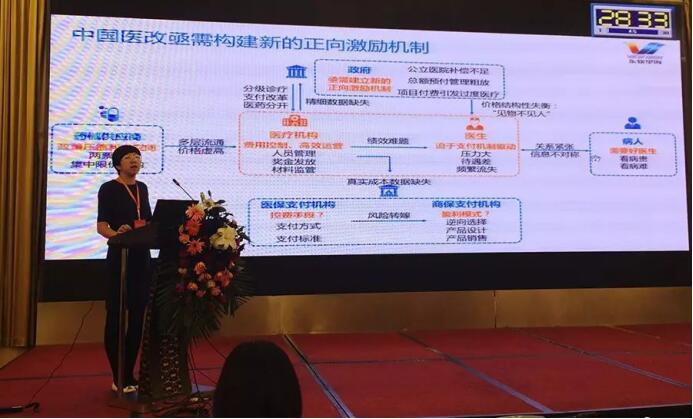 28 33
中国医改亟需构建新的正向激励机制
政府
亟需建立新的
正向激励机制
公立医院补偿不足
总额预付管理粗放
项目付费引发过度医疗
分级诊疗
支付改革
医药分开
精细数据缺失
价格结构性失衡:
"见物不见人"
药械供应商
两票
集中限价
多层流通
价格虚高
医疗机构
费用控制、高效运营
人员管理
奖金发放
材料监管
绩效难题
医生
迫于支付机制驱动
压力大
待遇差
频繁流失
关系紧张
信息不对称
病人
需要好医生
看病贵
看病难
真实成本数据缺失
医保支付机构
控费手段?
支付方式
支付标准
风险转嫁
商保支付机构
盈利模式?
逆向选择
产品设计
产品销售